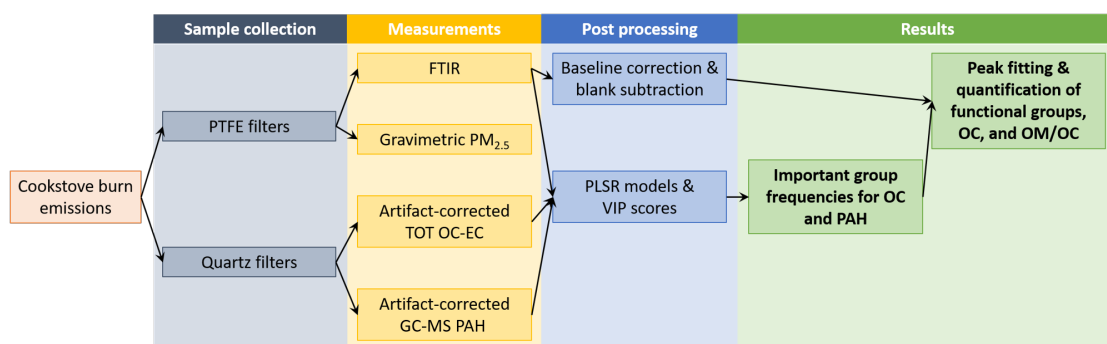 Sample collection
Measurements
Post processing
Results
Cookstove burn
emissions
PTFE filters
Quartz filters
FTIR
Gravimetric PM2.5
Artifact-corrected
TOT OC-EC
Artifact-corrected
GC-MS PAH
Baseline correction &
blank subtraction
PLSR models &
VIP scores
Important group
frequencies for OC
and PAH
Peak fitting &
quantification of
functional groups,
OC, and OM/OC